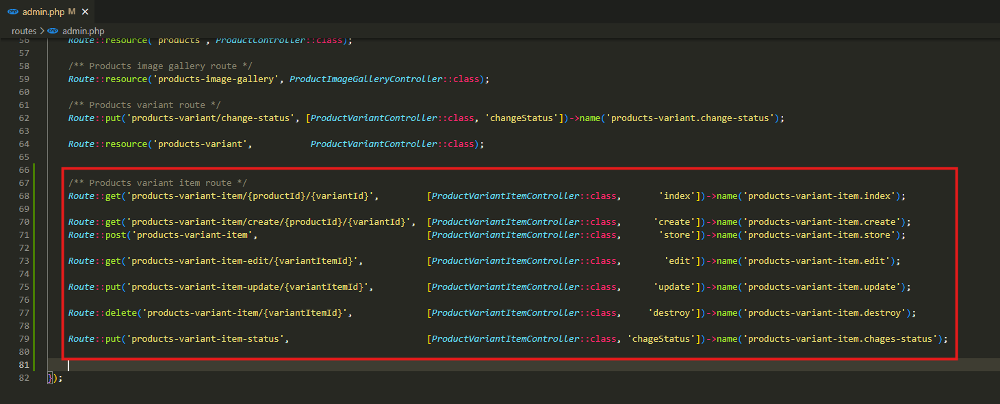 php admin.php M ×
routes > php admin.php
56 Route::resource('products', ProductController::class);
57
58 /** Products image gallery route */
59 Route::resource('products-image-gallery', ProductImageGalleryController::class);
60
61 /** Products variant route */
62 Route::put('products-variant/change-status', [ProductVariantController::class, 'changeStatus'])->name('products-variant.change-status');
63
64 Route::resource('products-variant',           ProductVariantController::class);
65
66
67 /** Products variant item route */
68 Route::get('products-variant-item/{productId}/{variantId}',         [ProductVariantItemController::class,       'index'])->name('products-variant-item.index');
69
70 Route::get('products-variant-item/create/{productId}/{variantId}',  [ProductVariantItemController::class,      'create'])->name('products-variant-item.create');
71 Route::post('products-variant-item',                                [ProductVariantItemController::class,       'store'])->name('products-variant-item.store');
72
73 Route::get('products-variant-item-edit/{variantItemId}',            [ProductVariantItemController::class,        'edit'])->name('products-variant-item.edit');
74
75 Route::put('products-variant-item-update/{variantItemId}',          [ProductVariantItemController::class,      'update'])->name('products-variant-item.update');
76
77 Route::delete('products-variant-item/{variantItemId}',              [ProductVariantItemController::class,     'destroy'])->name('products-variant-item.destroy');
78
79 Route::put('products-variant-item-status',                          [ProductVariantItemController::class, 'chageStatus'])->name('products-variant-item.chages-status');
80
81
82 });